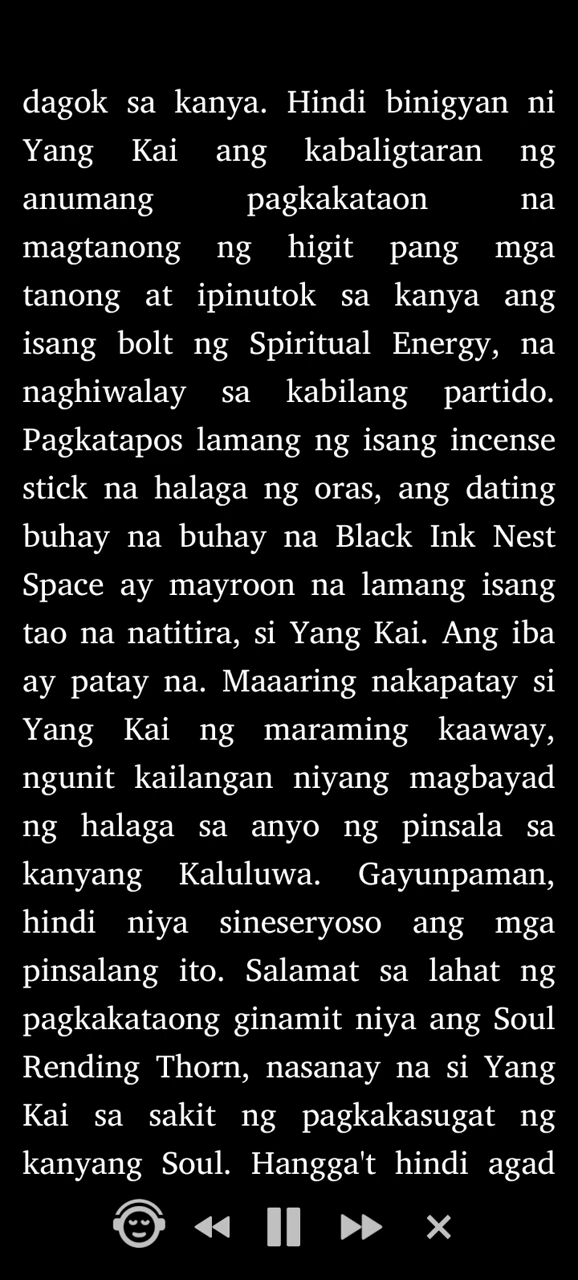 dagok sa kanya. Hindi binigyan ni
Yang Kai ang kabaligtaran ng
anumang pagkakataon na
magtanong ng higit pang mga
tanong at ipinutok sa kanya ang
isang bolt ng Spiritual Energy, na
naghiwalay sa kabilang partido.
Pagkatapos lamang ng isang incense
stick na halaga ng oras, ang dating
buhay na buhay na Black Ink Nest
Space ay mayroon na lamang isang
tao na natitira, si Yang Kai. Ang iba
ay patay na. Maaaring nakapatay si
Yang Kai ng maraming kaaway,
ngunit kailangan niyang magbayad
ng halaga sa anyo ng pinsala sa
kanyang Kaluluwa. Gayunpaman,
hindi niya sineseryoso ang mga
pinsalang ito. Salamat sa lahat ng
pagkakataong ginamit niya ang Soul
Rending Thorn, nasanay na si Yang
Kai sa sakit ng pagkakasugat ng
kanyang Soul. Hangga't hindi agad